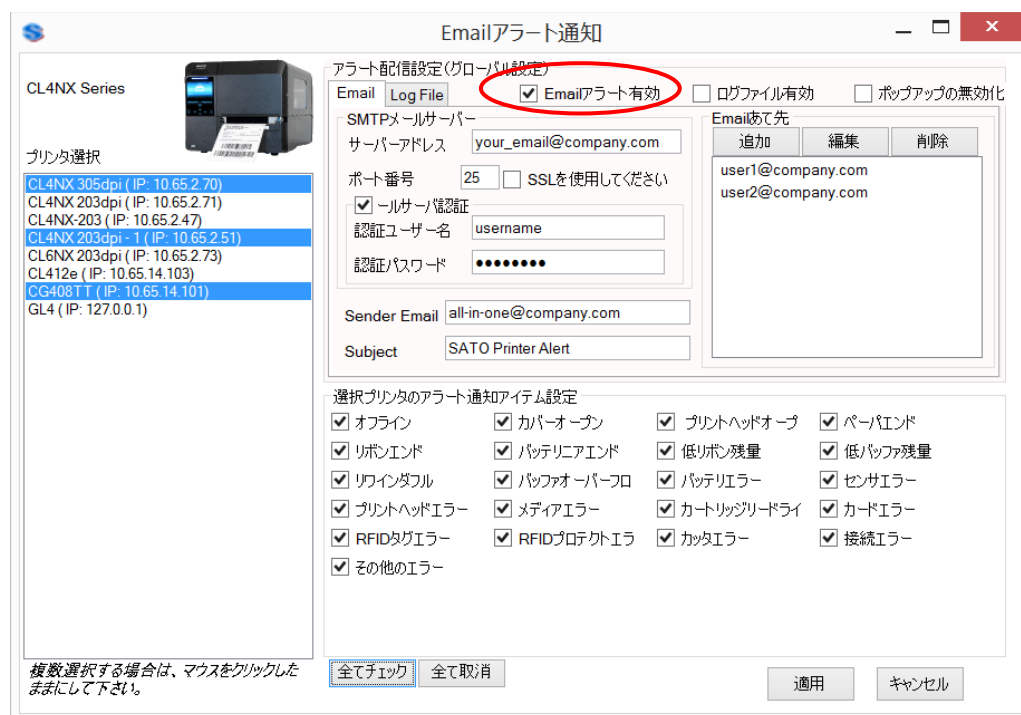 Emailアラート通知
CL4NX Series
プリンタ選択
CL4NX 305dpi ( IP: 10.65.2.70)
CL4NX 203dpi ( IP: 10.65.2.71)
CL4NX-203 ( IP: 10.65.2.47)
CL4NX 203dpi - 1 ( IP: 10.65.2.51)
CL6NX 203dpi ( IP: 10.65.2.73)
CL412e ( IP: 10.65.14.103)
CG408TT ( IP: 10.65.14.101)
GL4 ( IP: 127.0.0.1)
複数選択する場合は、マウスをクリックした
ままにして下さい。
アラート配信設定(グローバル設定)
Email Log File
Emailアラート有効 ログファイル有効 ポップアップの無効化
SMTPメールサーバー
サーバーアドレス your_email@company.com
ポート番号 25 SSLを使用してください
ールサーバ認証
認証ユーザー名 username
認証パスワード ●●●●●●●●
Sender Email all-in-one@company.com
Subject SATO Printer Alert
Emailあて先
追加 編集 削除
user1@company.com
user2@company.com
選択プリンタのアラート通知アイテム設定
オフライン カバーオープン プリントヘッドオープ ペーパエンド
リボンエンド バッテリニアエンド 低リボン残量 低バッファ残量
リワインダフル バッファオーバーフロ バッテリエラー センサエラー
プリントヘッドエラー メディアエラー カートリッジリードライ カードエラー
RFIDタグエラー RFIDプロテクトエラ カッタエラー 接続エラー
その他のエラー
全てチェック 全て取消
適用 キャンセル